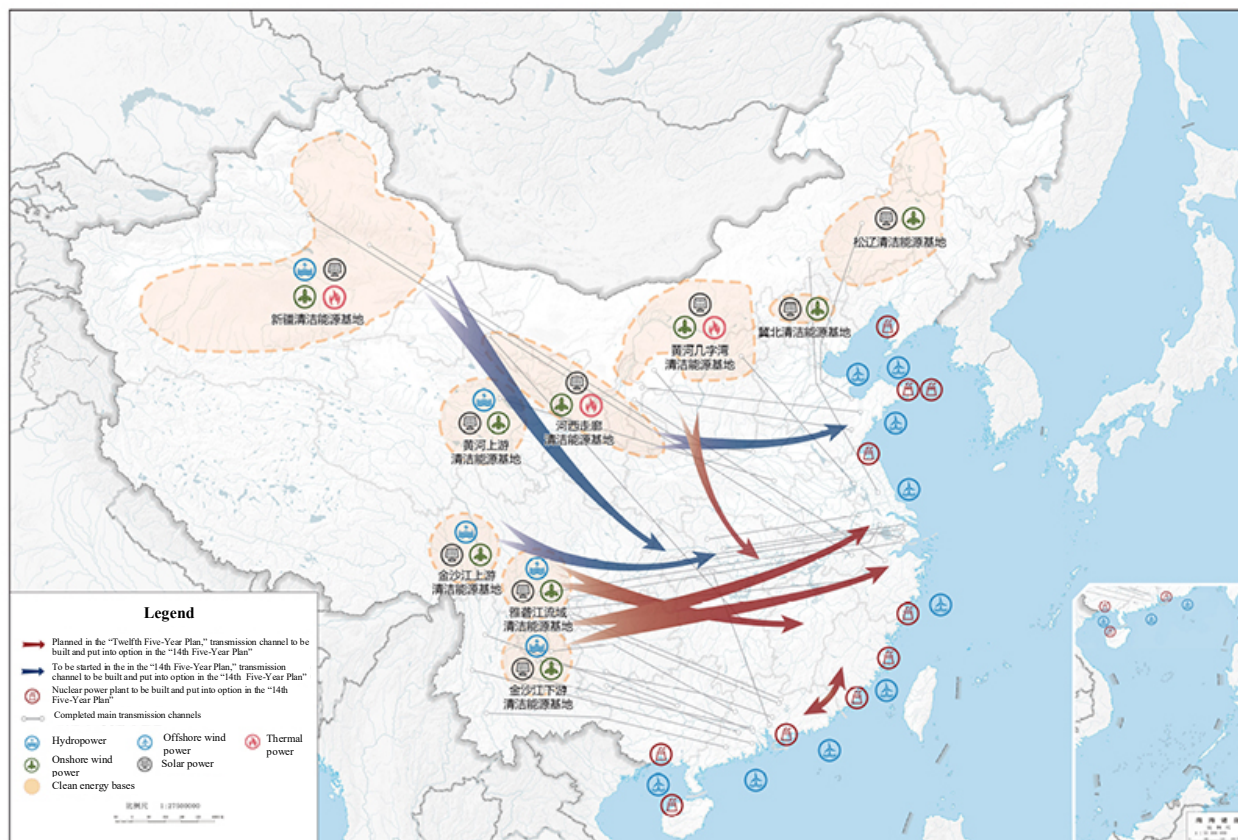 松辽清洁能源基地
新疆清洁能源基地
冀北清洁能源基地
黄河几字湾
清洁能源基地
河西走廊
清洁能源基地
黄河上游
清洁能源基地
金沙江上游
清洁能源基地
雅砻江流域
清洁能源基地
金沙江下游
清洁能源基地
Legend
Planned in the “Twelfth Five-Year Plan,” transmission channel to be
built and put into option in the “14th Five-Year Plan”
To be started in the in the “14th Five-Year Plan,” transmission
channel to be built and put into option in the “14th Five-Year Plan”
Nuclear power plant to be built and put into option in the “14th
Five-Year Plan”
Completed main transmission channels
Hydropower
Offshore wind
power
Thermal
power
Onshore wind
power
Solar power
Clean energy bases
比例尺 1:27500000